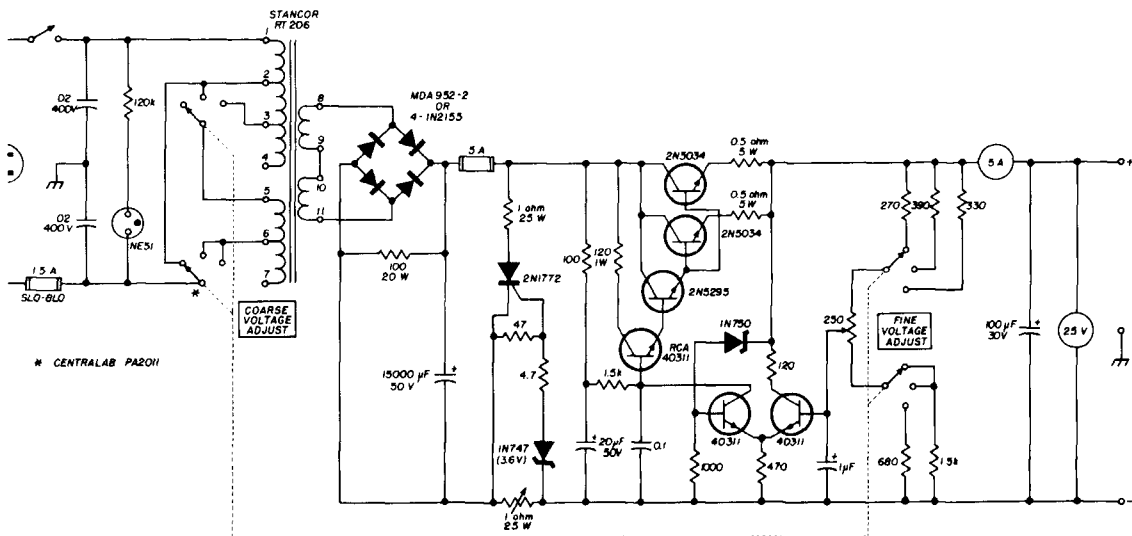 STANCOR
RT 206
1
2
3
4
5
6
7
8
9
10
11
.02
400V
120k
.02
400V
NE51
1.5 A
SLO-BLO
*
COARSE
VOLTAGE
ADJUST
* CENTRALAB PA2011
MDA 952-2
OR
4-1N2155
5 A
100
20 W
15000 µF
50 V
+
1 ohm
25 W
2N1772
47
4.7
1N747
(3.6V)
1 ohm
25 W
100
120
1W
1.5k
+
20µF
50V
0.1
2N5034
0.5 ohm
5 W
0.5 ohm
5 W
2N5034
2N5295
RCA
40311
1N750
120
40311
40311
1000
470
+
1µF
270
390
330
250
FINE
VOLTAGE
ADJUST
680
1.5k
5 A
100µF
30V
+
25 V
+
-